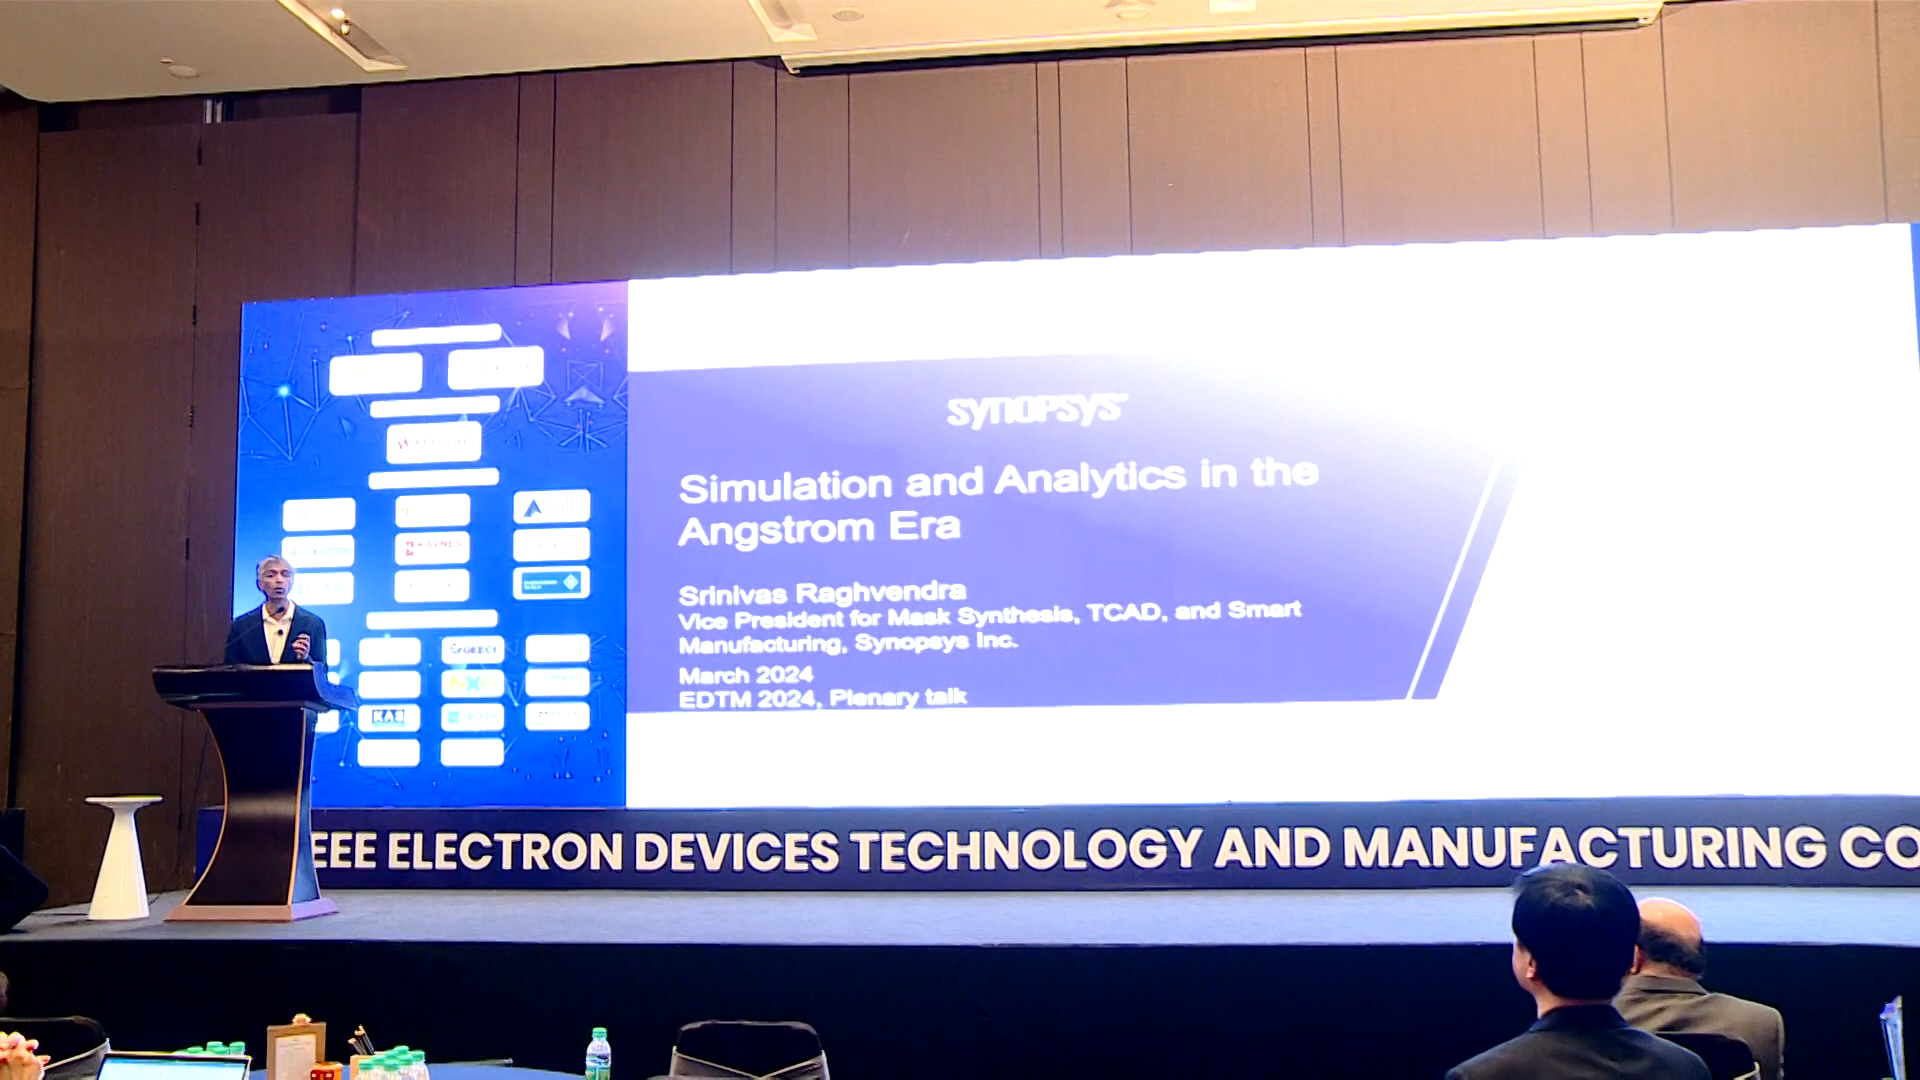 SYNOPSYS
Simulation and Analytics in the
Angstrom Era
Srinivas Raghvendra
Vice President for Mask Synthesis, TCAD, and Smart
Manufacturing, Synopsys Inc.
March 2024
EDTM 2024, Plenary talk
KAYNES
EEE ELECTRON DEVICES TECHNOLOGY AND MANUFACTURING CO